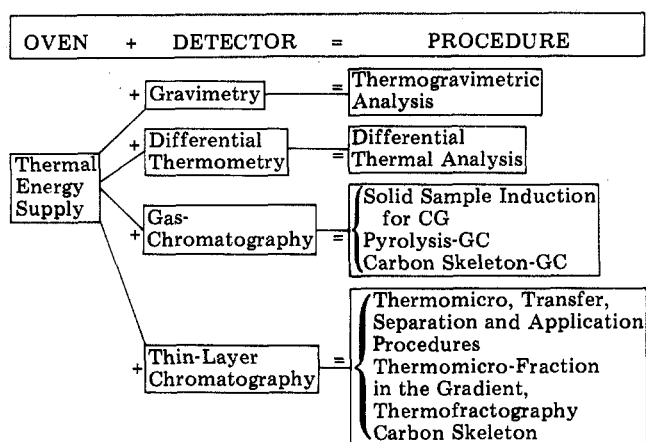 OVEN + DETECTOR = PROCEDURE
Thermal
Energy
Supply
+ Gravimetry = Thermogravimetric
Analysis
+ Differential
Thermometry = Differential
Thermal Analysis
+ Gas-
Chromatography = Solid Sample Induction
for CG
Pyrolysis-GC
Carbon Skeleton-GC
+ Thin-Layer
Chromatography = Thermomicro, Transfer,
Separation and Application
Procedures
Thermomicro-Fraction
in the Gradient,
Thermofractography
Carbon Skeleton